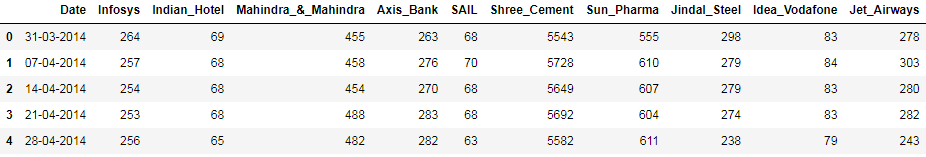 Date Infosys Indian_Hotel Mahindra_&_Mahindra Axis_Bank SAIL Shree_Cement Sun_Pharma Jindal_Steel Idea_Vodafone Jet_Airways
0 31-03-2014 264 69 455 263 68 5543 555 298 83 278
1 07-04-2014 257 68 458 276 70 5728 610 279 84 303
2 14-04-2014 254 68 454 270 68 5649 607 279 83 280
3 21-04-2014 253 68 488 283 68 5692 604 274 83 282
4 28-04-2014 256 65 482 282 63 5582 611 238 79 243